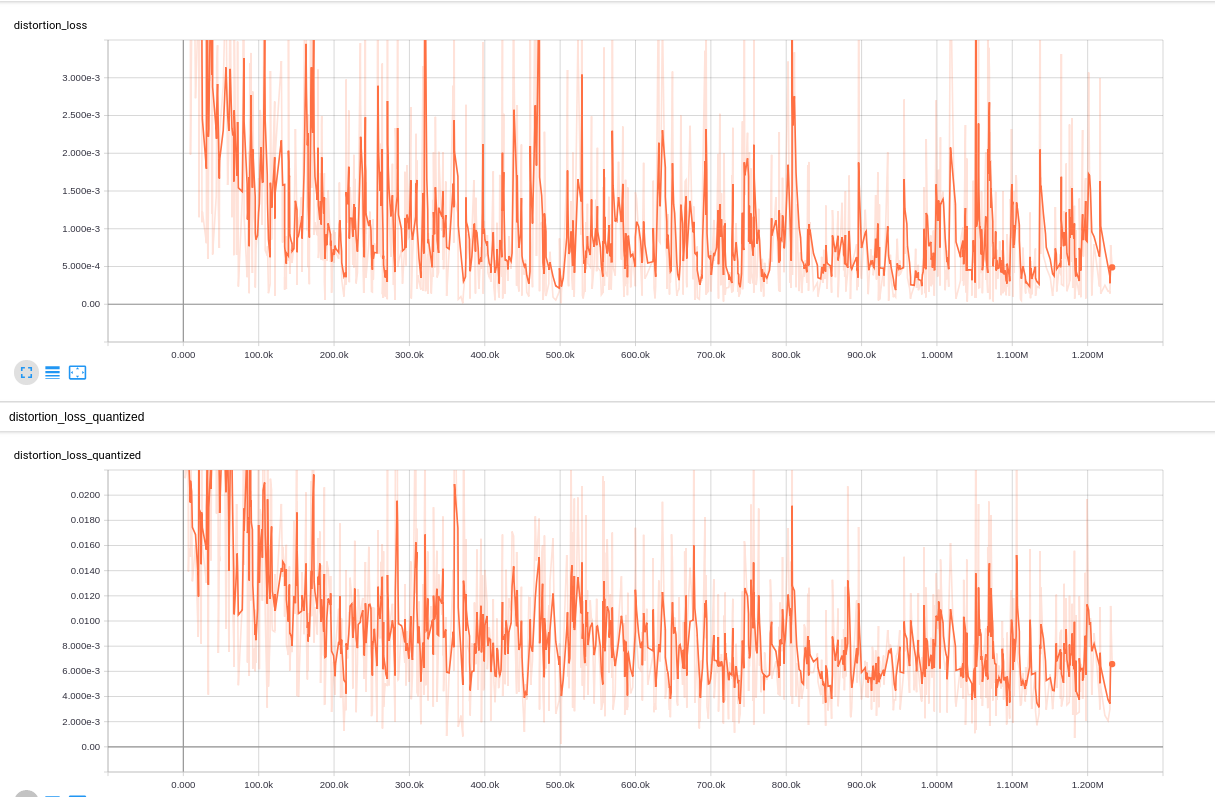 distortion_loss
3.000e-3
2.500e-3
2.000e-3
1.500e-3
1.000e-3
5.000e-4
0.00
0.000 100.0k 200.0k 300.0k 400.0k 500.0k 600.0k 700.0k 800.0k 900.0k 1.000M 1.100M 1.200M
distortion_loss_quantized
distortion_loss_quantized
0.0200
0.0180
0.0160
0.0140
0.0120
0.0100
8.000e-3
6.000e-3
4.000e-3
2.000e-3
0.00
0.000 100.0k 200.0k 300.0k 400.0k 500.0k 600.0k 700.0k 800.0k 900.0k 1.000M 1.100M 1.200M